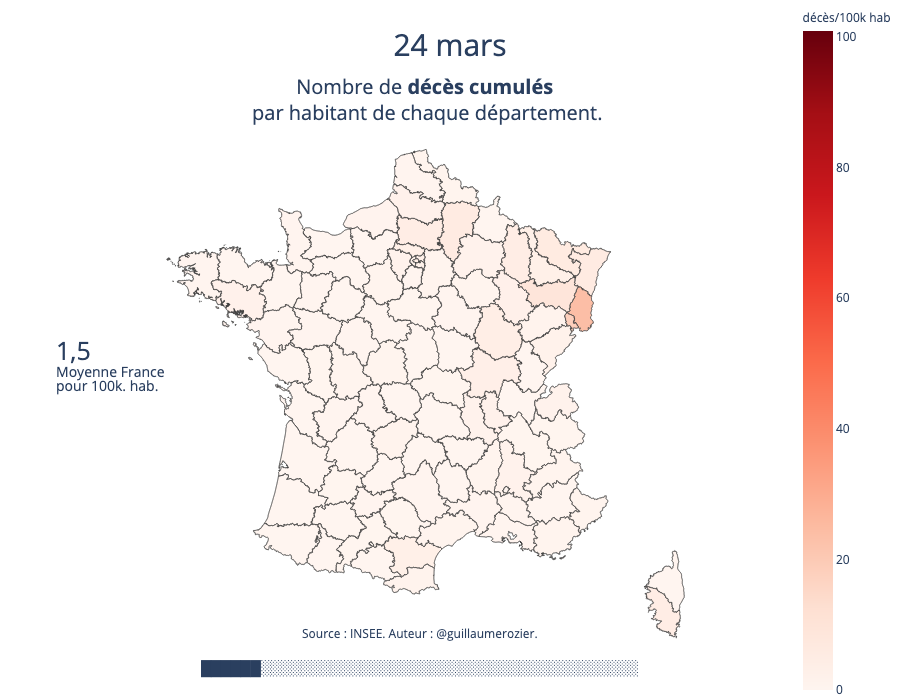 24 mars
Nombre de décès cumulés
par habitant de chaque département.
décès/100k hab
100
80
60
40
20
0
1,5
Moyenne France
pour 100k. hab.
Source : INSEE. Auteur : @guillaumerozier.